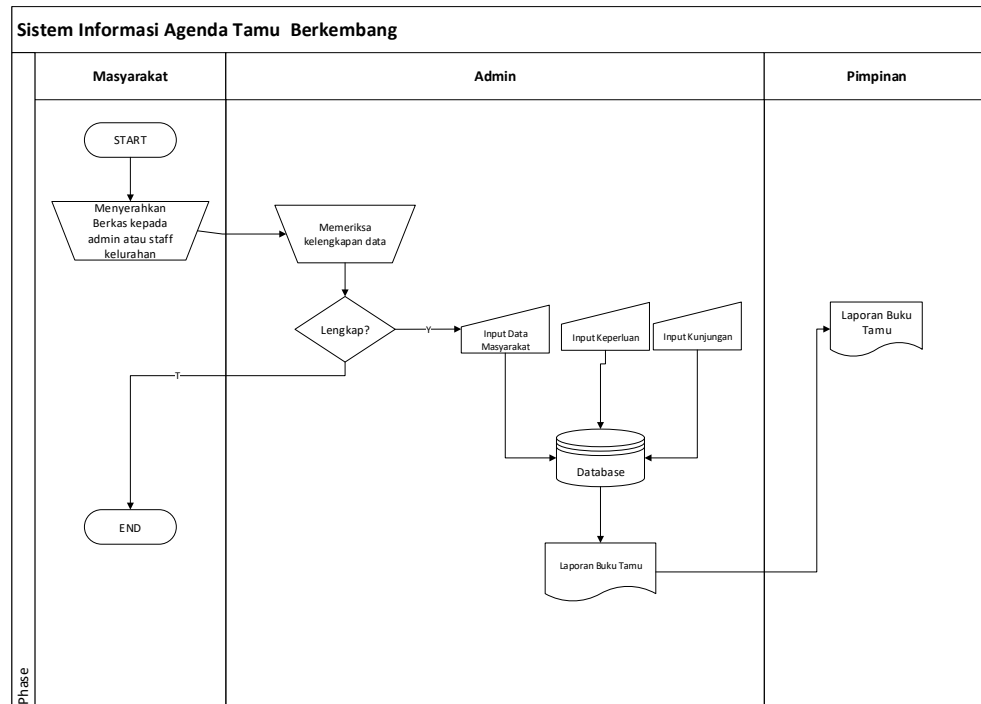 Sistem Informasi Agenda Tamu Berkembang
Masyarakat
Admin
Pimpinan
START
Menyerahkan
Berkas kepada
admin atau staff
kelurahan
Memeriksa
kelengkapan data
Lengkap?
Y
Input Data
Masyarakat
Input Keperluan
Input Kunjungan
Laporan Buku
Tamu
T
Database
END
Laporan Buku Tamu
Phase